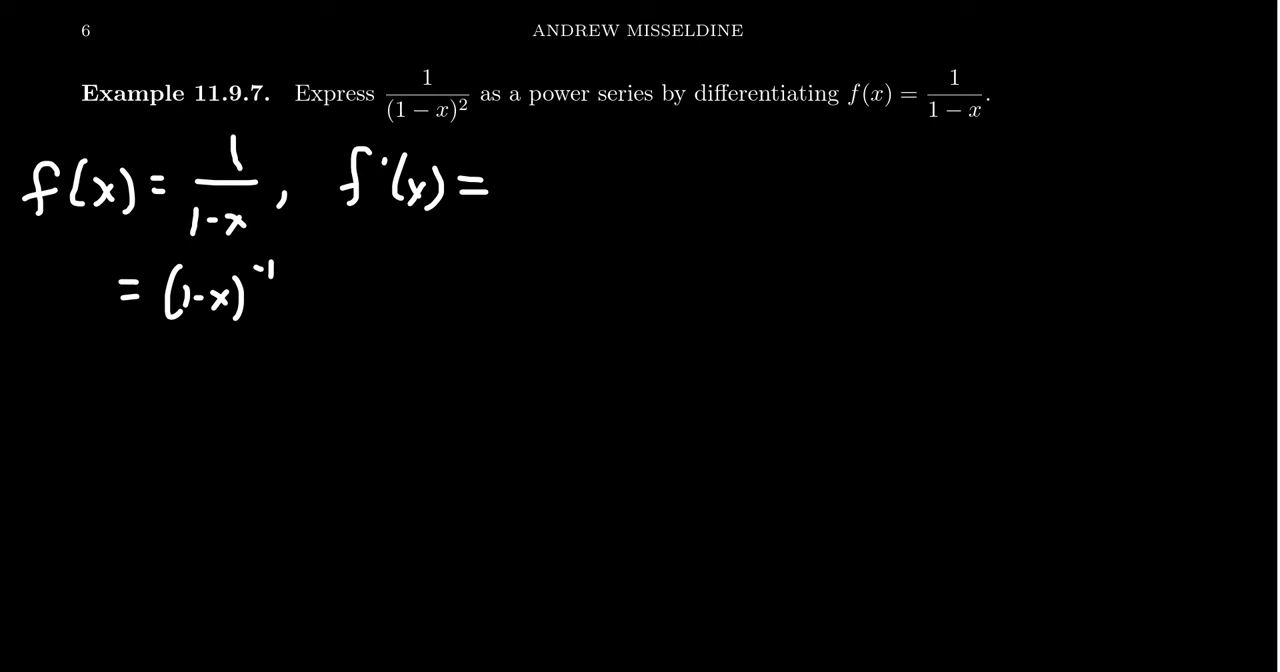 6 ANDREW MISSELDINE
Example 11.9.7. Express 1/(1 − x)² as a power series by differentiating f(x) = 1/(1 − x).
f(x) = 1/(1-x), f'(x) =
= (1-x)⁻¹